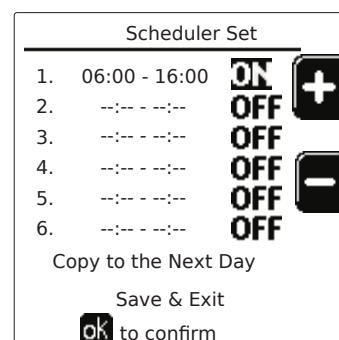 Scheduler Set
1. 06:00 - 16:00 ON
2. --:-- - --:-- OFF
3. --:-- - --:-- OFF
4. --:-- - --:-- OFF
5. --:-- - --:-- OFF
6. --:-- - --:-- OFF
+
-
Copy to the Next Day
Save & Exit
ok to confirm